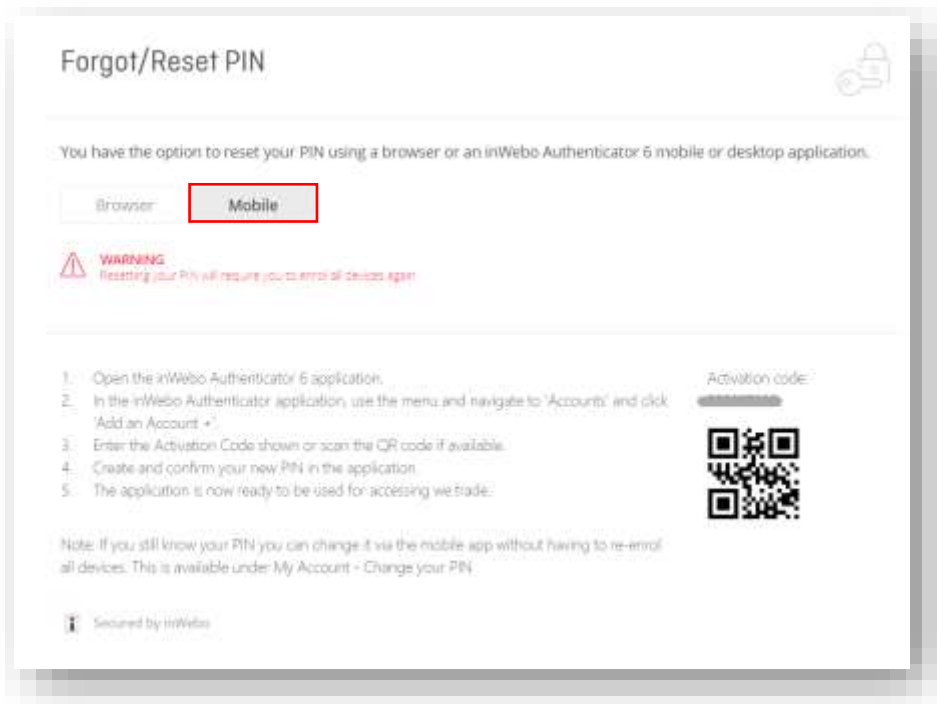 Forgot/Reset PIN
You have the option to reset your PIN using a browser or an inWebo Authenticator 6 mobile or desktop application.
Browser
Mobile
WARNING
Resetting your PIN will require you to enrol all devices again
1. Open the inWebo Authenticator 6 application.
2. In the inWebo Authenticator application, use the menu and navigate to 'Accounts' and click
'Add an Account +'.
3. Enter the Activation Code shown or scan the QR code if available.
4. Create and confirm your new PIN in the application.
5. The application is now ready to be used for accessing we.trade.
Activation code:
Note: If you still know your PIN you can change it via the mobile app without having to re-enrol
all devices. This is available under My Account - Change your PIN
Secured by inWebo